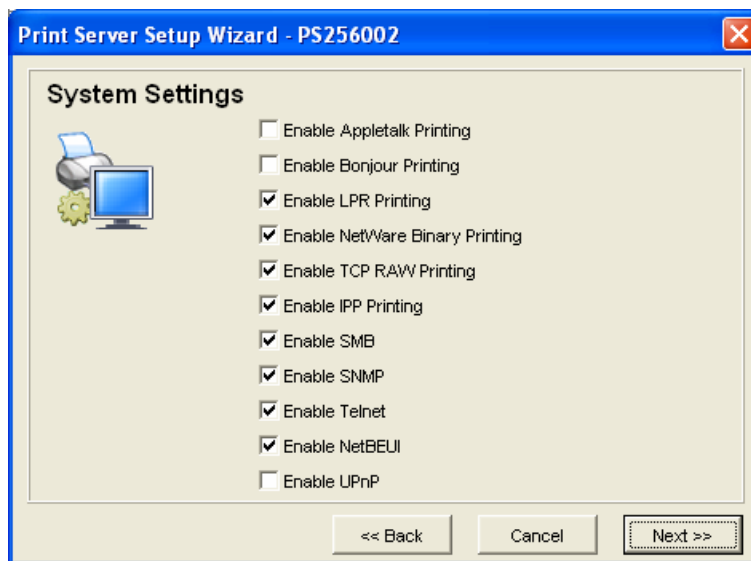 Print Server Setup Wizard - PS256002
System Settings
Enable Appletalk Printing
Enable Bonjour Printing
Enable LPR Printing
Enable NetWare Binary Printing
Enable TCP RAW Printing
Enable IPP Printing
Enable SMB
Enable SNMP
Enable Telnet
Enable NetBEUI
Enable UPnP
<< Back
Cancel
Next >>